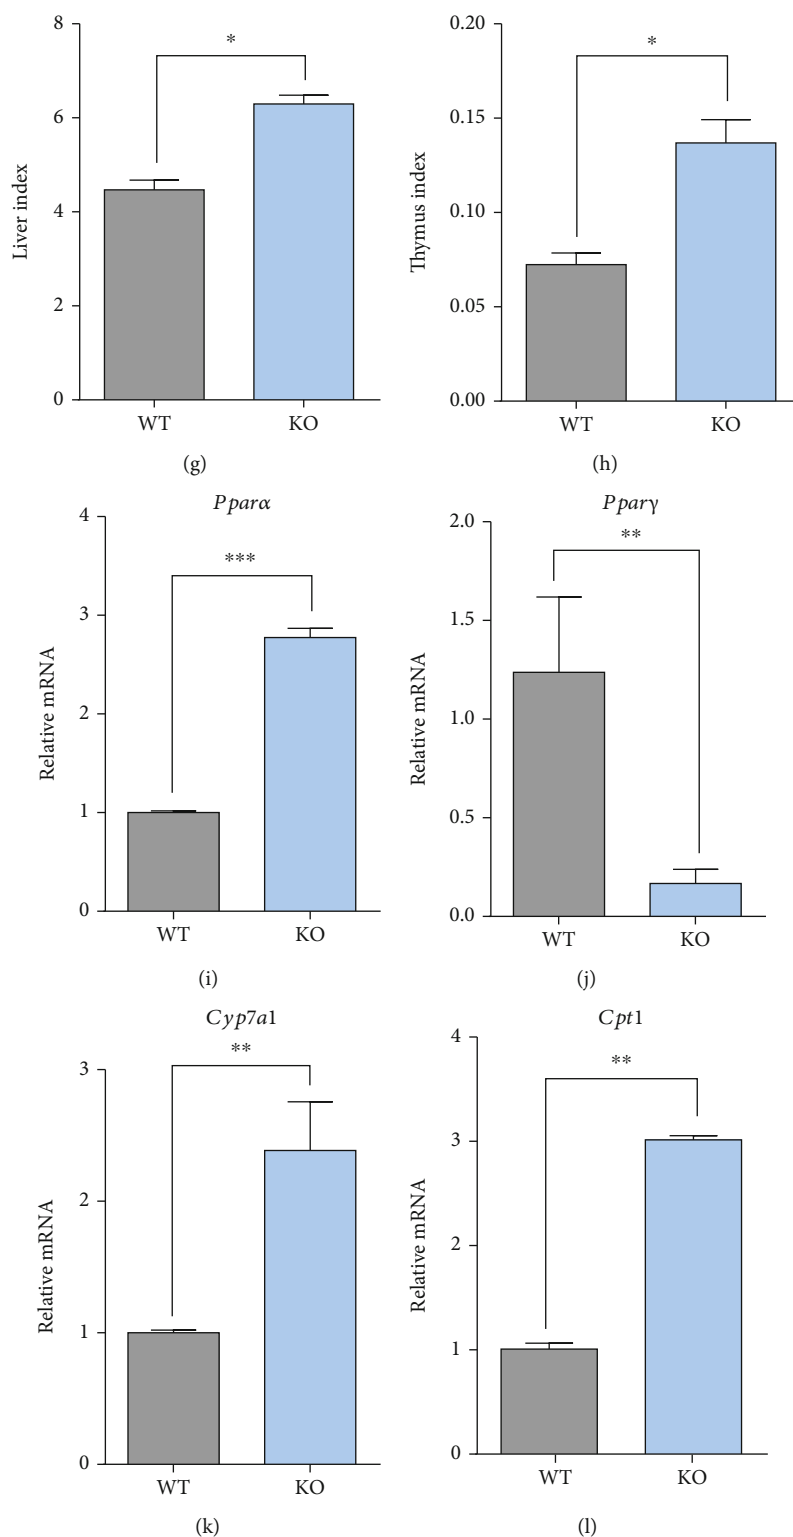 8
6
4
2
0
Liver index
*
WT
KO
(g)
0.20
0.15
0.10
0.05
0.00
Thymus index
*
WT
KO
(h)
Pparα
4
3
2
1
0
Relative mRNA
***
WT
KO
(i)
Pparγ
2.0
1.5
1.0
0.5
0.0
Relative mRNA
**
WT
KO
(j)
Cyp7a1
3
2
1
0
Relative mRNA
**
WT
KO
(k)
Cpt1
4
3
2
1
0
Relative mRNA
**
WT
KO
(l)